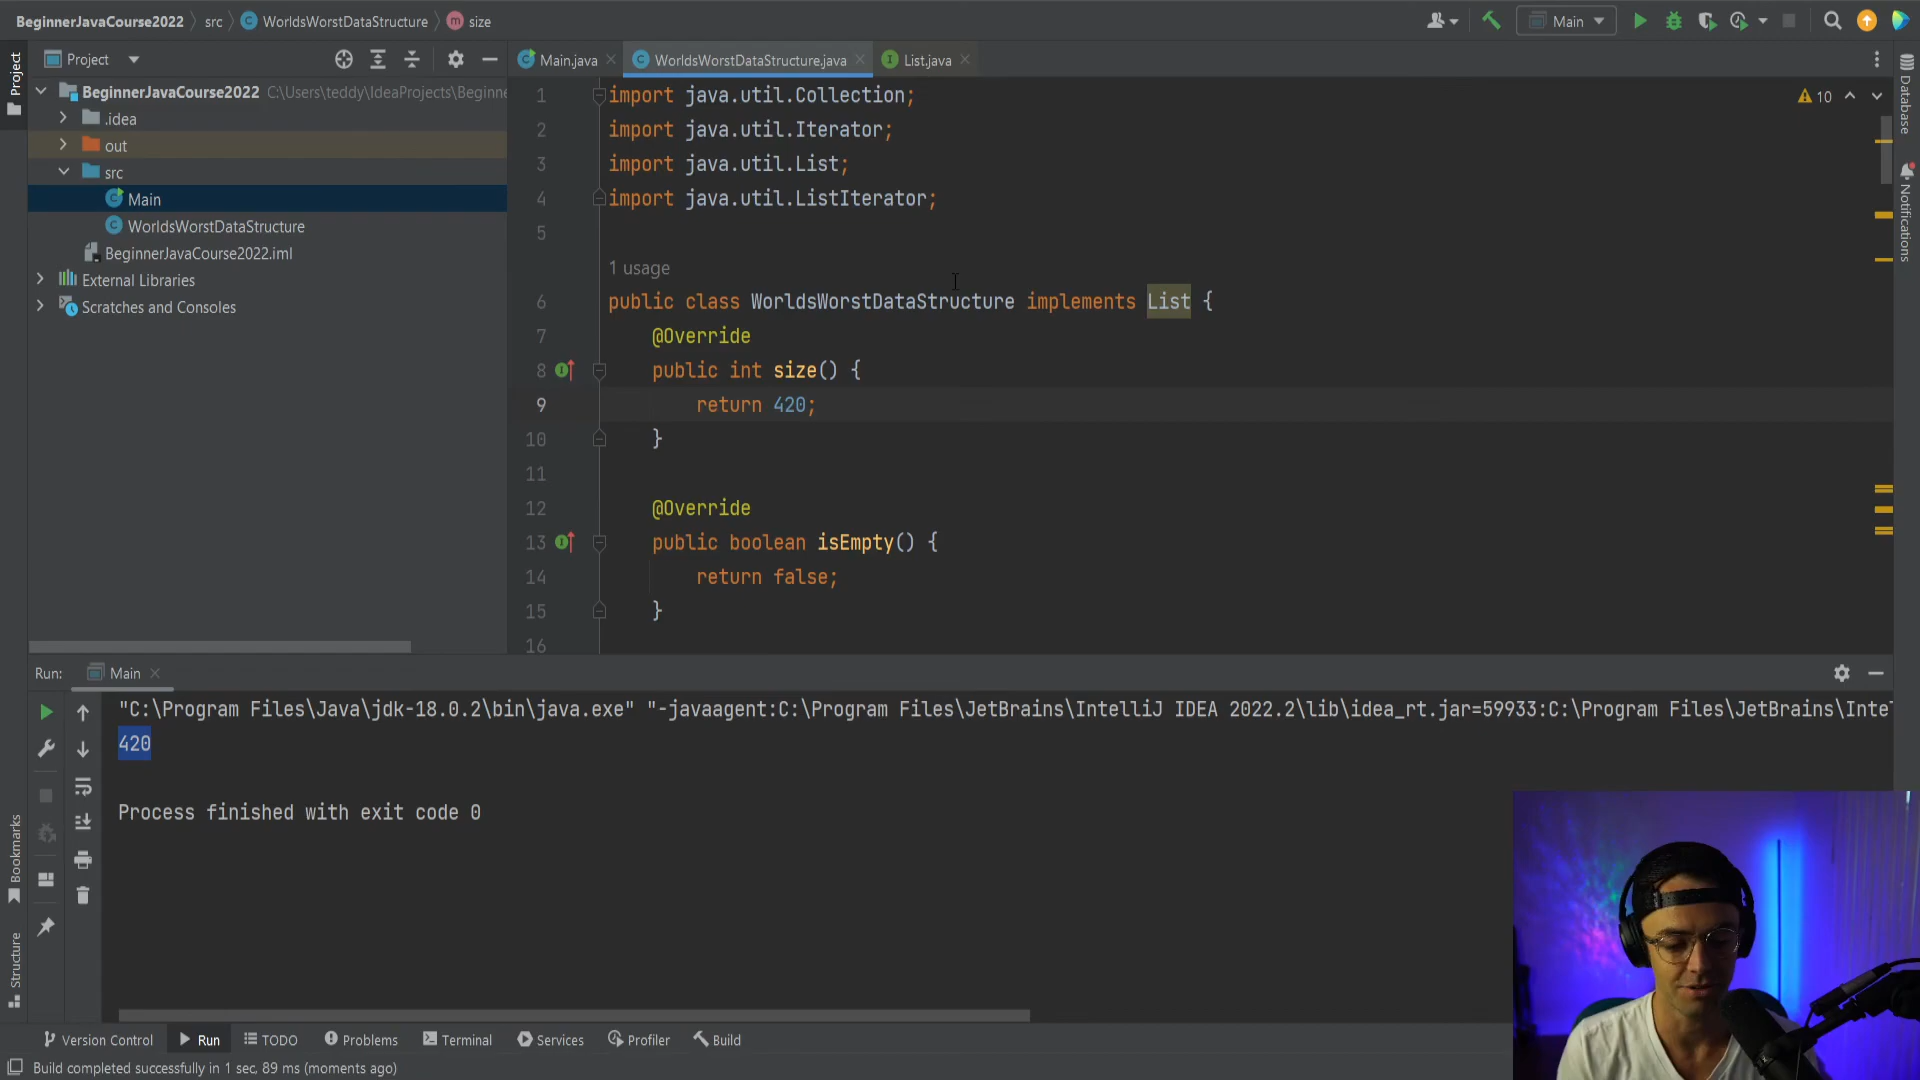 BeginnerJavaCourse2022 src WorldsWorstDataStructure size
Main
Project
Main.java WorldsWorstDataStructure.java List.java
Project
BeginnerJavaCourse2022 C:\Users\teddy\IdeaProjects\Beginne
.idea
out
src
Main
WorldsWorstDataStructure
BeginnerJavaCourse2022.iml
External Libraries
Scratches and Consoles
10
1 import java.util.Collection;
2 import java.util.Iterator;
3 import java.util.List;
4 import java.util.ListIterator;
5
1 usage
6 public class WorldsWorstDataStructure implements List {
7 @Override
8 public int size() {
9 return 420;
10 }
11
12 @Override
13 public boolean isEmpty() {
14 return false;
15 }
16
Database
Notifications
Run: Main
"C:\Program Files\Java\jdk-18.0.2\bin\java.exe" "-javaagent:C:\Program Files\JetBrains\IntelliJ IDEA 2022.2\lib\idea_rt.jar=59933:C:\Program Files\JetBrains\Inte
420
Process finished with exit code 0
Bookmarks
Structure
Version Control Run TODO Problems Terminal Services Profiler Build
Build completed successfully in 1 sec, 89 ms (moments ago)